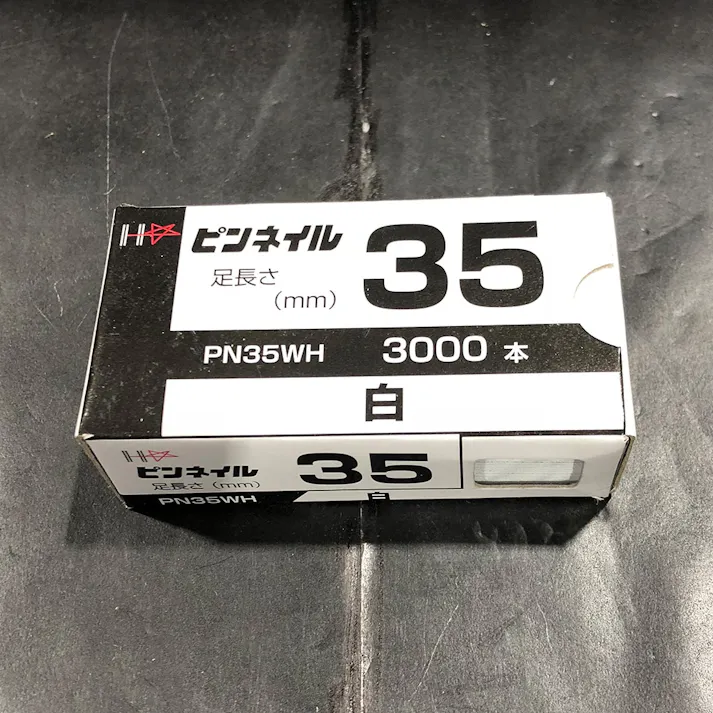 H
ピンネイル
足長さ
(mm)
35
PN35WH 3000 本
白
H
ピンネイル
足長さ (mm)
35
PN35WH
白